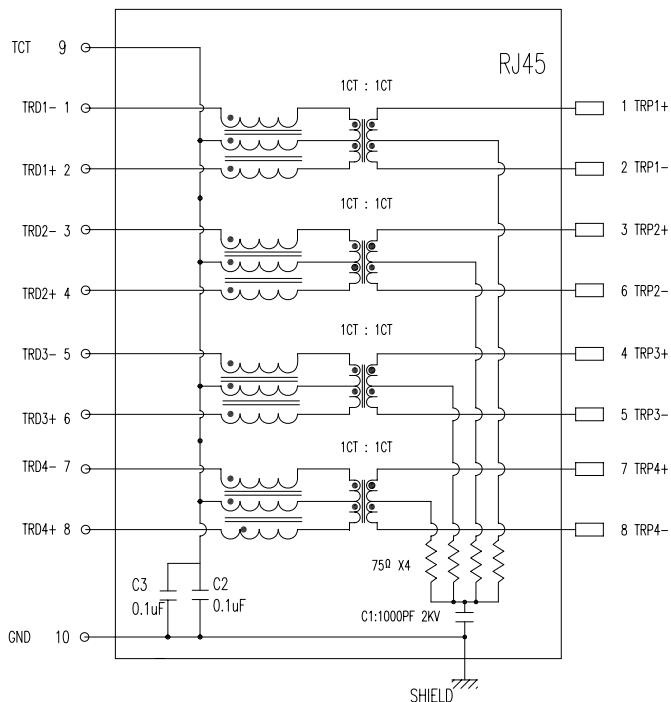 TCT 9
RJ45
1CT : 1CT
TRD1- 1
1 TRP1+
TRD1+ 2
2 TRP1-
1CT : 1CT
TRD2- 3
3 TRP2+
TRD2+ 4
6 TRP2-
1CT : 1CT
TRD3- 5
4 TRP3+
TRD3+ 6
5 TRP3-
1CT : 1CT
TRD4- 7
7 TRP4+
TRD4+ 8
8 TRP4-
75Ω X4
C3
0.1uF
C2
0.1uF
C1:1000PF 2KV
GND 10
SHIELD